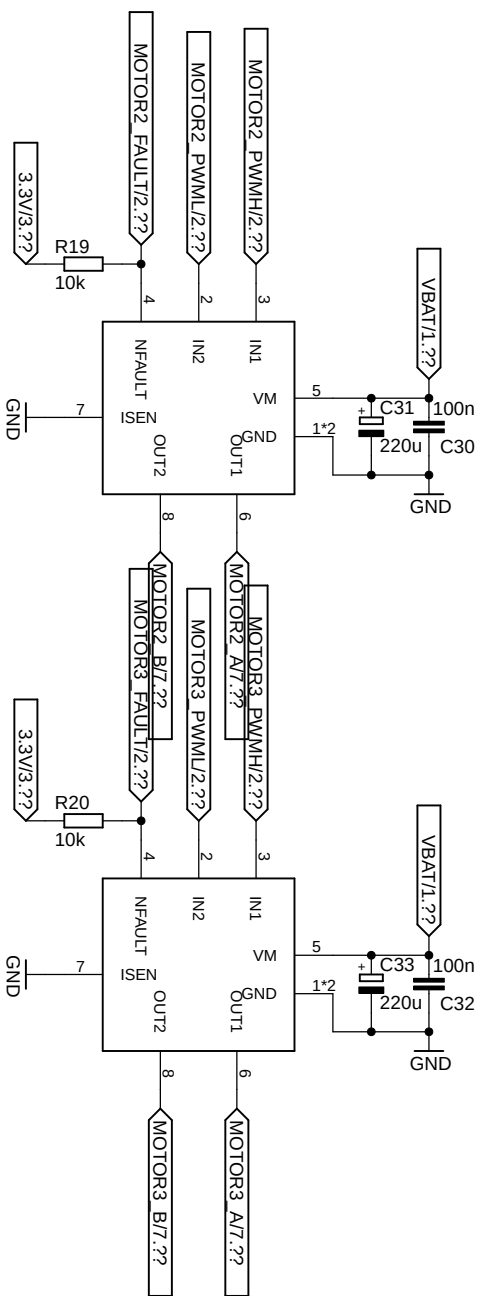 MOTOR2_FAULT/2.??
MOTOR2_PWML/2.??
MOTOR2_PWMH/2.??
3.3V/3.??
VBAT/1.??
R19
10k
4
2
3
NFAULT
IN2
IN1
VM
5
GND
1*2
ISEN
7
GND
OUT2
OUT1
8
6
+
C31
220u
100n
C30
GND
MOTOR2_B/7.??
MOTOR2_A/7.??
MOTOR3_FAULT/2.??
MOTOR3_PWML/2.??
MOTOR3_PWMH/2.??
3.3V/3.??
VBAT/1.??
R20
10k
4
2
3
NFAULT
IN2
IN1
VM
5
GND
1*2
ISEN
7
GND
OUT2
OUT1
8
6
+
C33
220u
100n
C32
GND
MOTOR3_B/7.??
MOTOR3_A/7.??